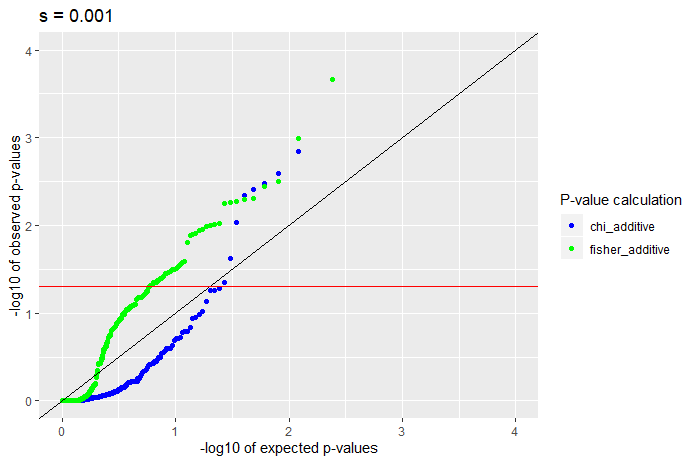 s = 0.001
4
3
2
1
0
-log10 of observed p-values
0
1
2
3
4
-log10 of expected p-values
P-value calculation
chi_additive
fisher_additive